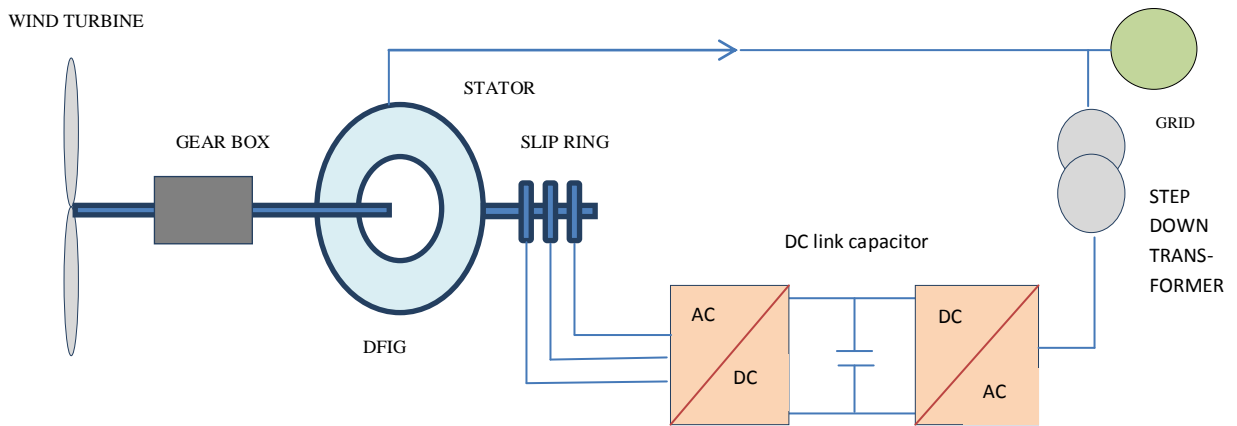 WIND TURBINE
STATOR
GEAR BOX
SLIP RING
GRID
STEP
DOWN
TRANS-
FORMER
DC link capacitor
AC
DC
DC
AC
DFIG